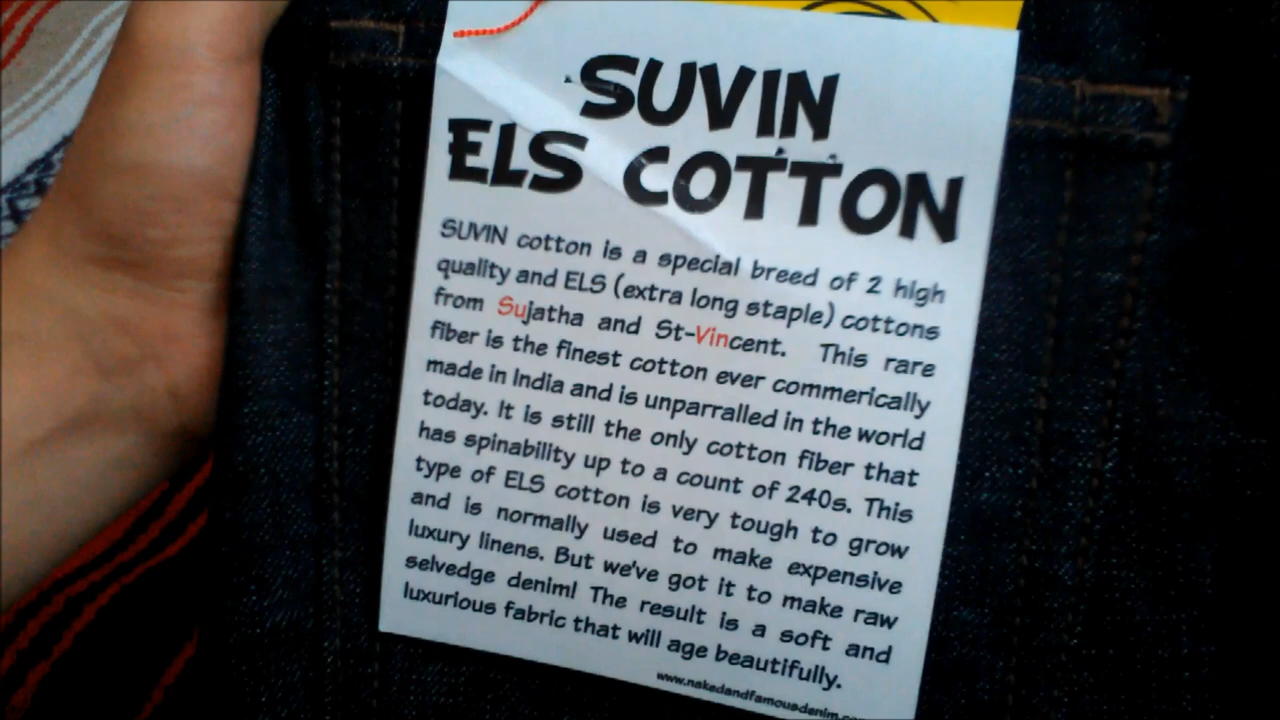 SUVIN
ELS COTTON
SUVIN cotton is a special breed of 2 high
quality and ELS (extra long staple) cottons
from Sujatha and St-Vincent. This rare
fiber is the finest cotton ever commerically
made in India and is unparralled in the world
today. It is still the only cotton fiber that
has spinability up to a count of 240s. This
type of ELS cotton is very tough to grow
and is normally used to make expensive
luxury linens. But we've got it to make raw
selvedge denim! The result is a soft and
luxurious fabric that will age beautifully.
www.nakedandfamousdenim.co